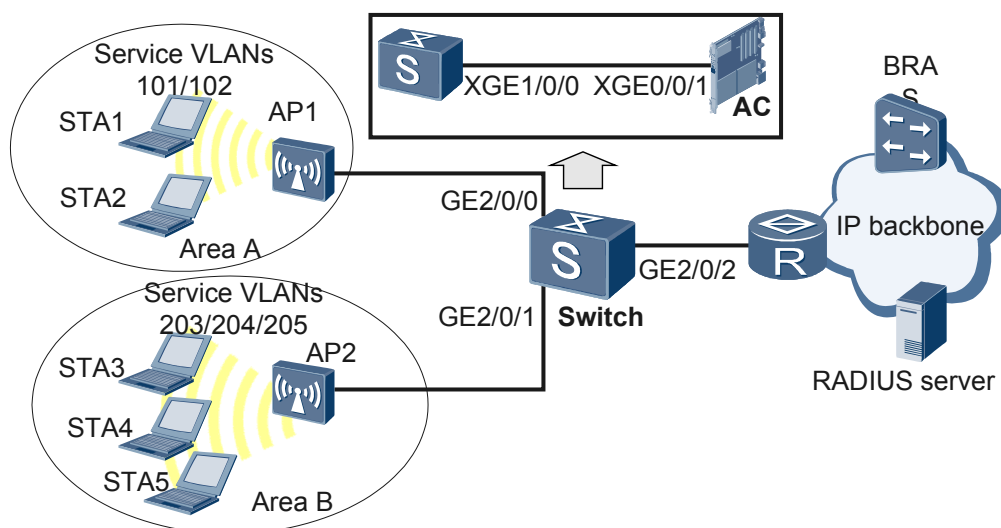 Service VLANs
101/102
STA1
AP1
STA2
Area A
S
XGE1/0/0
XGE0/0/1
AC
BRA
S
GE2/0/0
S
GE2/0/2
R
IP backbone
GE2/0/1
Switch
RADIUS server
Service VLANs
203/204/205
STA3
AP2
STA4
STA5
Area B